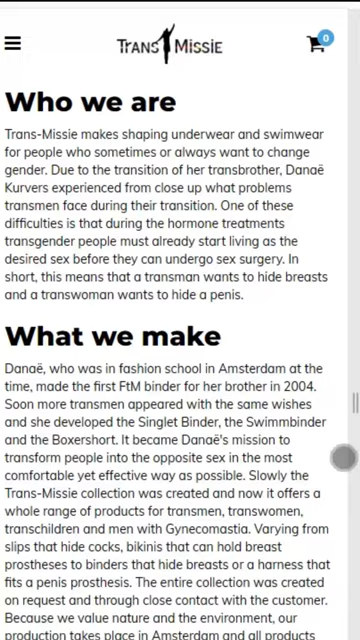 TRANS MISSIE
0
Who we are
Trans-Missie makes shaping underwear and swimwear
for people who sometimes or always want to change
gender. Due to the transition of her transbrother, Danaë
Kurvers experienced from close up what problems
transmen face during their transition. One of these
difficulties is that during the hormone treatments
transgender people must already start living as the
desired sex before they can undergo sex surgery. In
short, this means that a transman wants to hide breasts
and a transwoman wants to hide a penis.
What we make
Danaë, who was in fashion school in Amsterdam at the
time, made the first FtM binder for her brother in 2004.
Soon more transmen appeared with the same wishes
and she developed the Singlet Binder, the Swimmbinder
and the Boxershort. It became Danaë's mission to
transform people into the opposite sex in the most
comfortable yet effective way as possible. Slowly the
Trans-Missie collection was created and now it offers a
whole range of products for transmen, transwomen,
transchildren and men with Gynecomastia. Varying from
slips that hide cocks, bikinis that can hold breast
prostheses to binders that hide breasts or a harness that
fits a penis prosthesis. The entire collection was created
on request and through close contact with the customer.
Because we value nature and the environment, our
production takes place in Amsterdam and all products